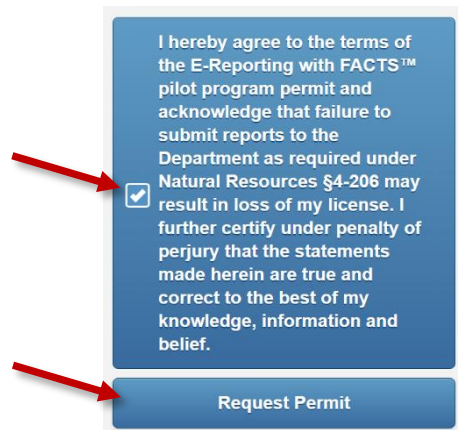 I hereby agree to the terms of
the E-Reporting with FACTS™
pilot program permit and
acknowledge that failure to
submit reports to the
Department as required under
Natural Resources §4-206 may
result in loss of my license. I
further certify under penalty of
perjury that the statements
made herein are true and
correct to the best of my
knowledge, information and
belief.
Request Permit